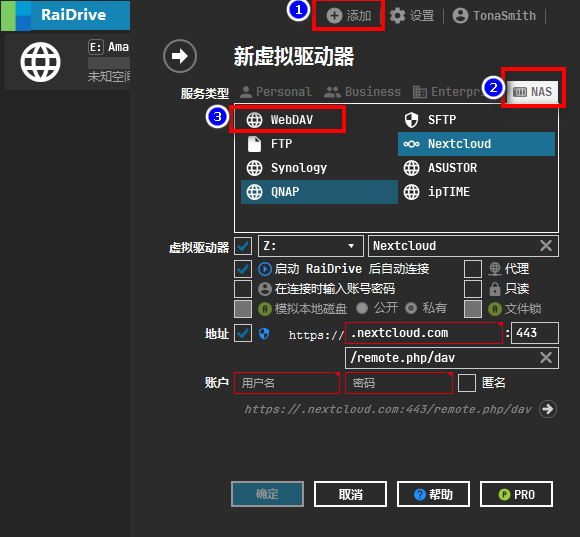 RaiDrive
① 添加 设置 TonaSmith
E: Ama
未知空间
新虚拟驱动器
服务类型 Personal Business Enterpri ② NAS
③ WebDAV SFTP
FTP Nextcloud
Synology ASUSTOR
QNAP ipTIME
虚拟驱动器 Z: Nextcloud
启动 RaiDrive 后自动连接 代理
在连接时输入账号密码 只读
A 模拟本地磁盘 公开 私有 A 文件锁
地址 https:// .nextcloud.com : 443
/remote.php/dav
账户 用户名 密码 匿名
https://.nextcloud.com:443/remote.php/dav
确定 取消 ? 帮助 P PRO